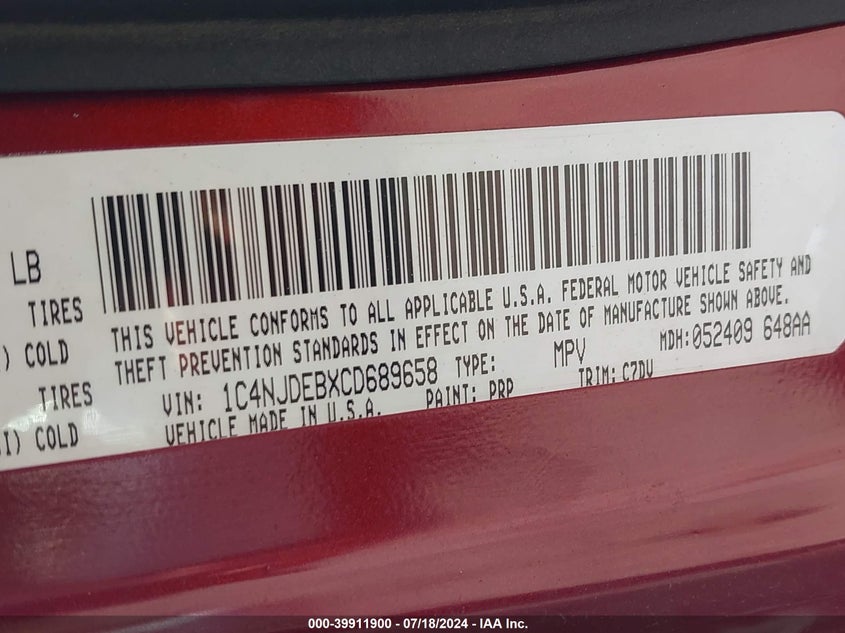 LB
TIRES
) COLD
TIRES
I) COLD
THIS VEHICLE CONFORMS TO ALL APPLICABLE U.S.A. FEDERAL MOTOR VEHICLE SAFETY AND
THEFT PREVENTION STANDARDS IN EFFECT ON THE DATE OF MANUFACTURE SHOWN ABOVE.
MDH:052409 648AA
VIN: 1C4NJDEBXCD689658 TYPE: MPV
VEHICLE MADE IN U.S.A. PAINT: PRP TRIM: C7DV
000-39911900 - 07/18/2024 - IAA Inc.